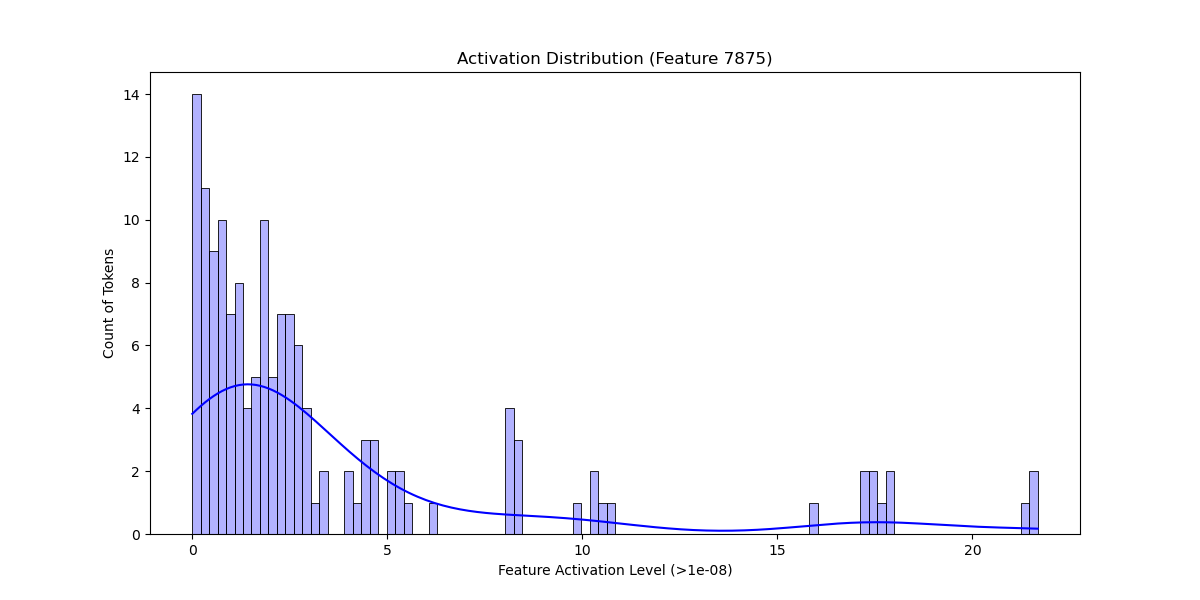 Activation Distribution (Feature 7875)
14
12
10
8
6
4
2
0
Count of Tokens
0 5 10 15 20
Feature Activation Level (>1e-08)